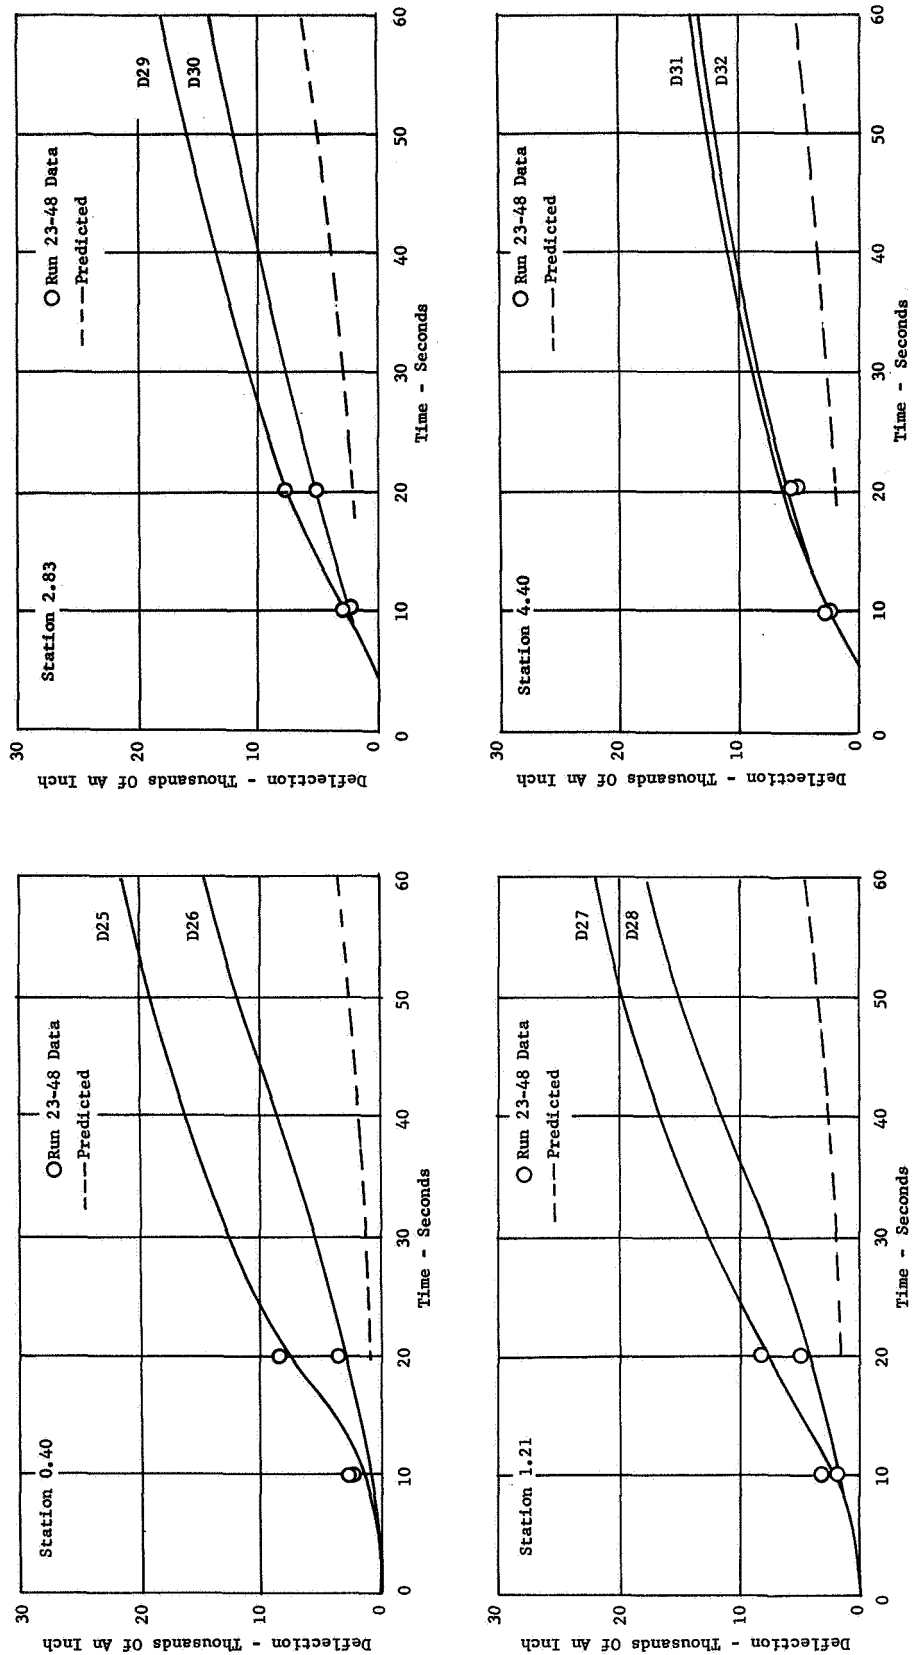 Station 0.40
Run 23-48 Data
Predicted
D25
D26
30
20
10
0
Deflection - Thousands Of An Inch
0
10
20
30
40
50
60
Time - Seconds
Station 2.83
Run 23-48 Data
Predicted
D29
D30
30
20
10
0
Deflection - Thousands Of An Inch
0
10
20
30
40
50
60
Time - Seconds
Station 1.21
Run 23-48 Data
Predicted
D27
D28
30
20
10
0
Deflection - Thousands Of An Inch
0
10
20
30
40
50
60
Time - Seconds
Station 4.40
Run 23-48 Data
Predicted
D31
D32
30
20
10
0
Deflection - Thousands Of An Inch
0
10
20
30
40
50
60
Time - Seconds